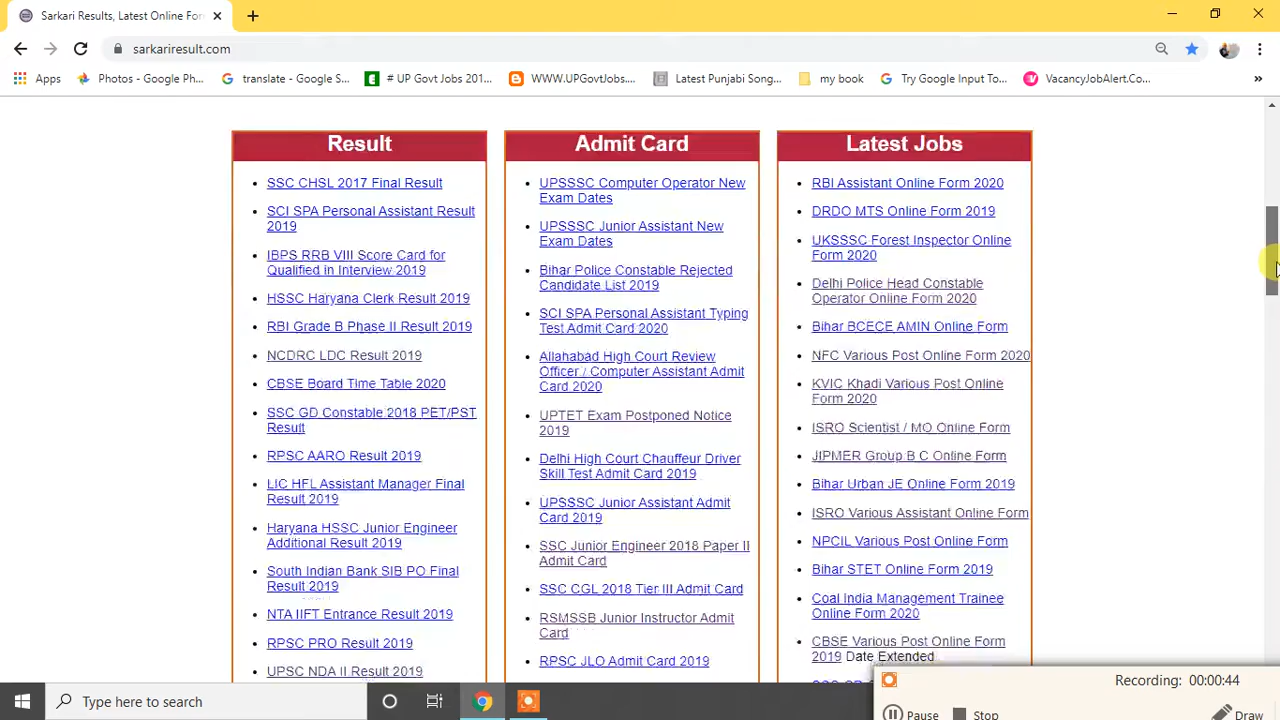 Sarkari Results, Latest Online For
sarkariresult.com
Apps
Photos - Google Ph...
translate - Google S...
# UP Govt Jobs 201...
WWW.UPGovtJobs....
Latest Punjabi Song...
my book
Try Google Input To...
VacancyJobAlert.Co...
Result
SSC CHSL 2017 Final Result
SCI SPA Personal Assistant Result
2019
IBPS RRB VIII Score Card for
Qualified in Interview 2019
HSSC Haryana Clerk Result 2019
RBI Grade B Phase II Result 2019
NCDRC LDC Result 2019
CBSE Board Time Table 2020
SSC GD Constable 2018 PET/PST
Result
RPSC AARO Result 2019
LIC HFL Assistant Manager Final
Result 2019
Haryana HSSC Junior Engineer
Additional Result 2019
South Indian Bank SIB PO Final
Result 2019
NTA IIFT Entrance Result 2019
RPSC PRO Result 2019
UPSC NDA II Result 2019
Admit Card
UPSSSC Computer Operator New
Exam Dates
UPSSSC Junior Assistant New
Exam Dates
Bihar Police Constable Rejected
Candidate List 2019
SCI SPA Personal Assistant Typing
Test Admit Card 2020
Allahabad High Court Review
Officer / Computer Assistant Admit
Card 2020
UPTET Exam Postponed Notice
2019
Delhi High Court Chauffeur Driver
Skill Test Admit Card 2019
UPSSSC Junior Assistant Admit
Card 2019
SSC Junior Engineer 2018 Paper II
Admit Card
SSC CGL 2018 Tier III Admit Card
RSMSSB Junior Instructor Admit
Card
RPSC JLO Admit Card 2019
Latest Jobs
RBI Assistant Online Form 2020
DRDO MTS Online Form 2019
UKSSSC Forest Inspector Online
Form 2020
Delhi Police Head Constable
Operator Online Form 2020
Bihar BCECE AMIN Online Form
NFC Various Post Online Form 2020
KVIC Khadi Various Post Online
Form 2020
ISRO Scientist / MO Online Form
JIPMER Group B C Online Form
Bihar Urban JE Online Form 2019
ISRO Various Assistant Online Form
NPCIL Various Post Online Form
Bihar STET Online Form 2019
Coal India Management Trainee
Online Form 2020
CBSE Various Post Online Form
2019 Date Extended
Recording: 00:00:44
Pause
Stop
Draw
Type here to search